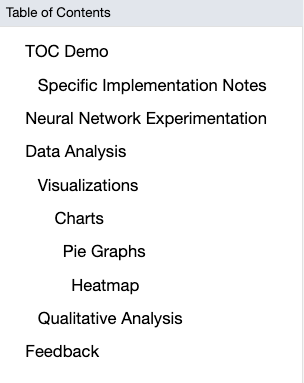 Table of Contents
TOC Demo
Specific Implementation Notes
Neural Network Experimentation
Data Analysis
Visualizations
Charts
Pie Graphs
Heatmap
Qualitative Analysis
Feedback